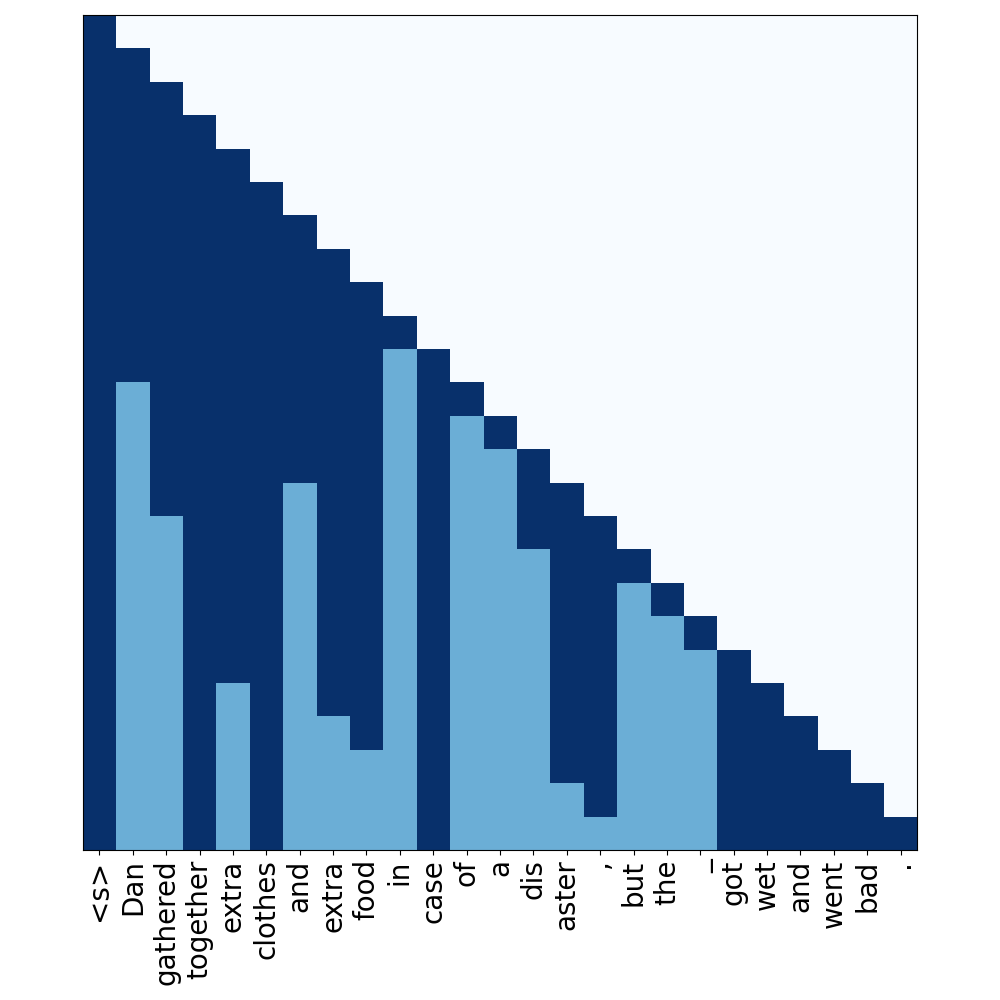 <s>
Dan
gathered
together
extra
clothes
and
extra
food
in
case
of
a
dis
aster
,
but
the
_
got
wet
and
went
bad
.